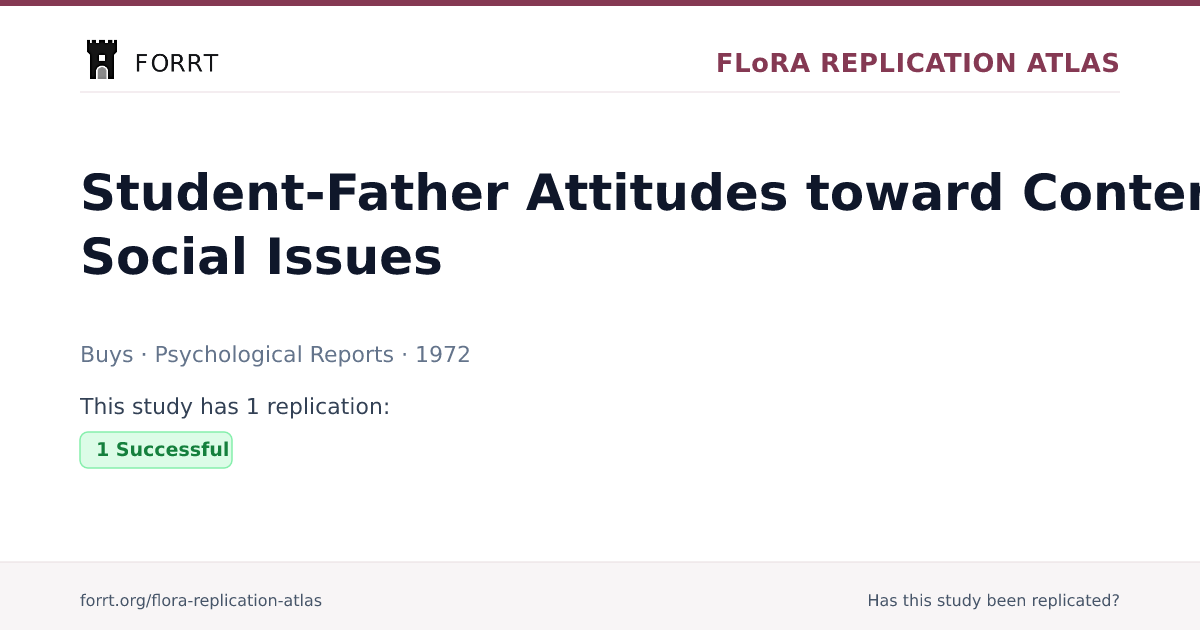 FORRT
FLoRA REPLICATION ATLAS
Student-Father Attitudes toward
Social Issues
Buys · Psychological Reports · 1972
This study has 1 replication:
1 Successful
forrt.org/flora-replication-atlas
Has this study been replicated?